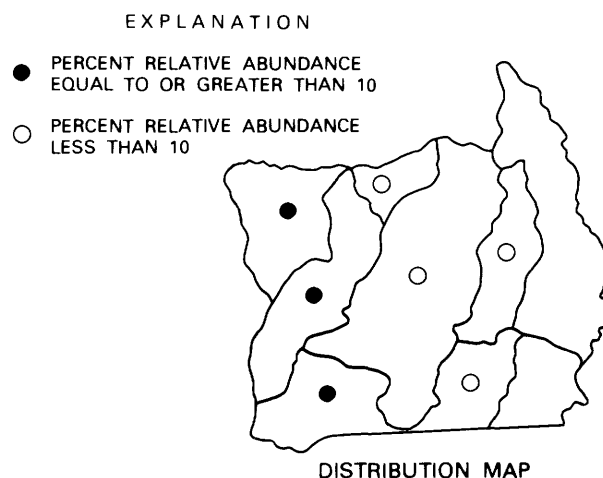 EXPLANATION
PERCENT RELATIVE ABUNDANCE
EQUAL TO OR GREATER THAN 10
PERCENT RELATIVE ABUNDANCE
LESS THAN 10
DISTRIBUTION MAP